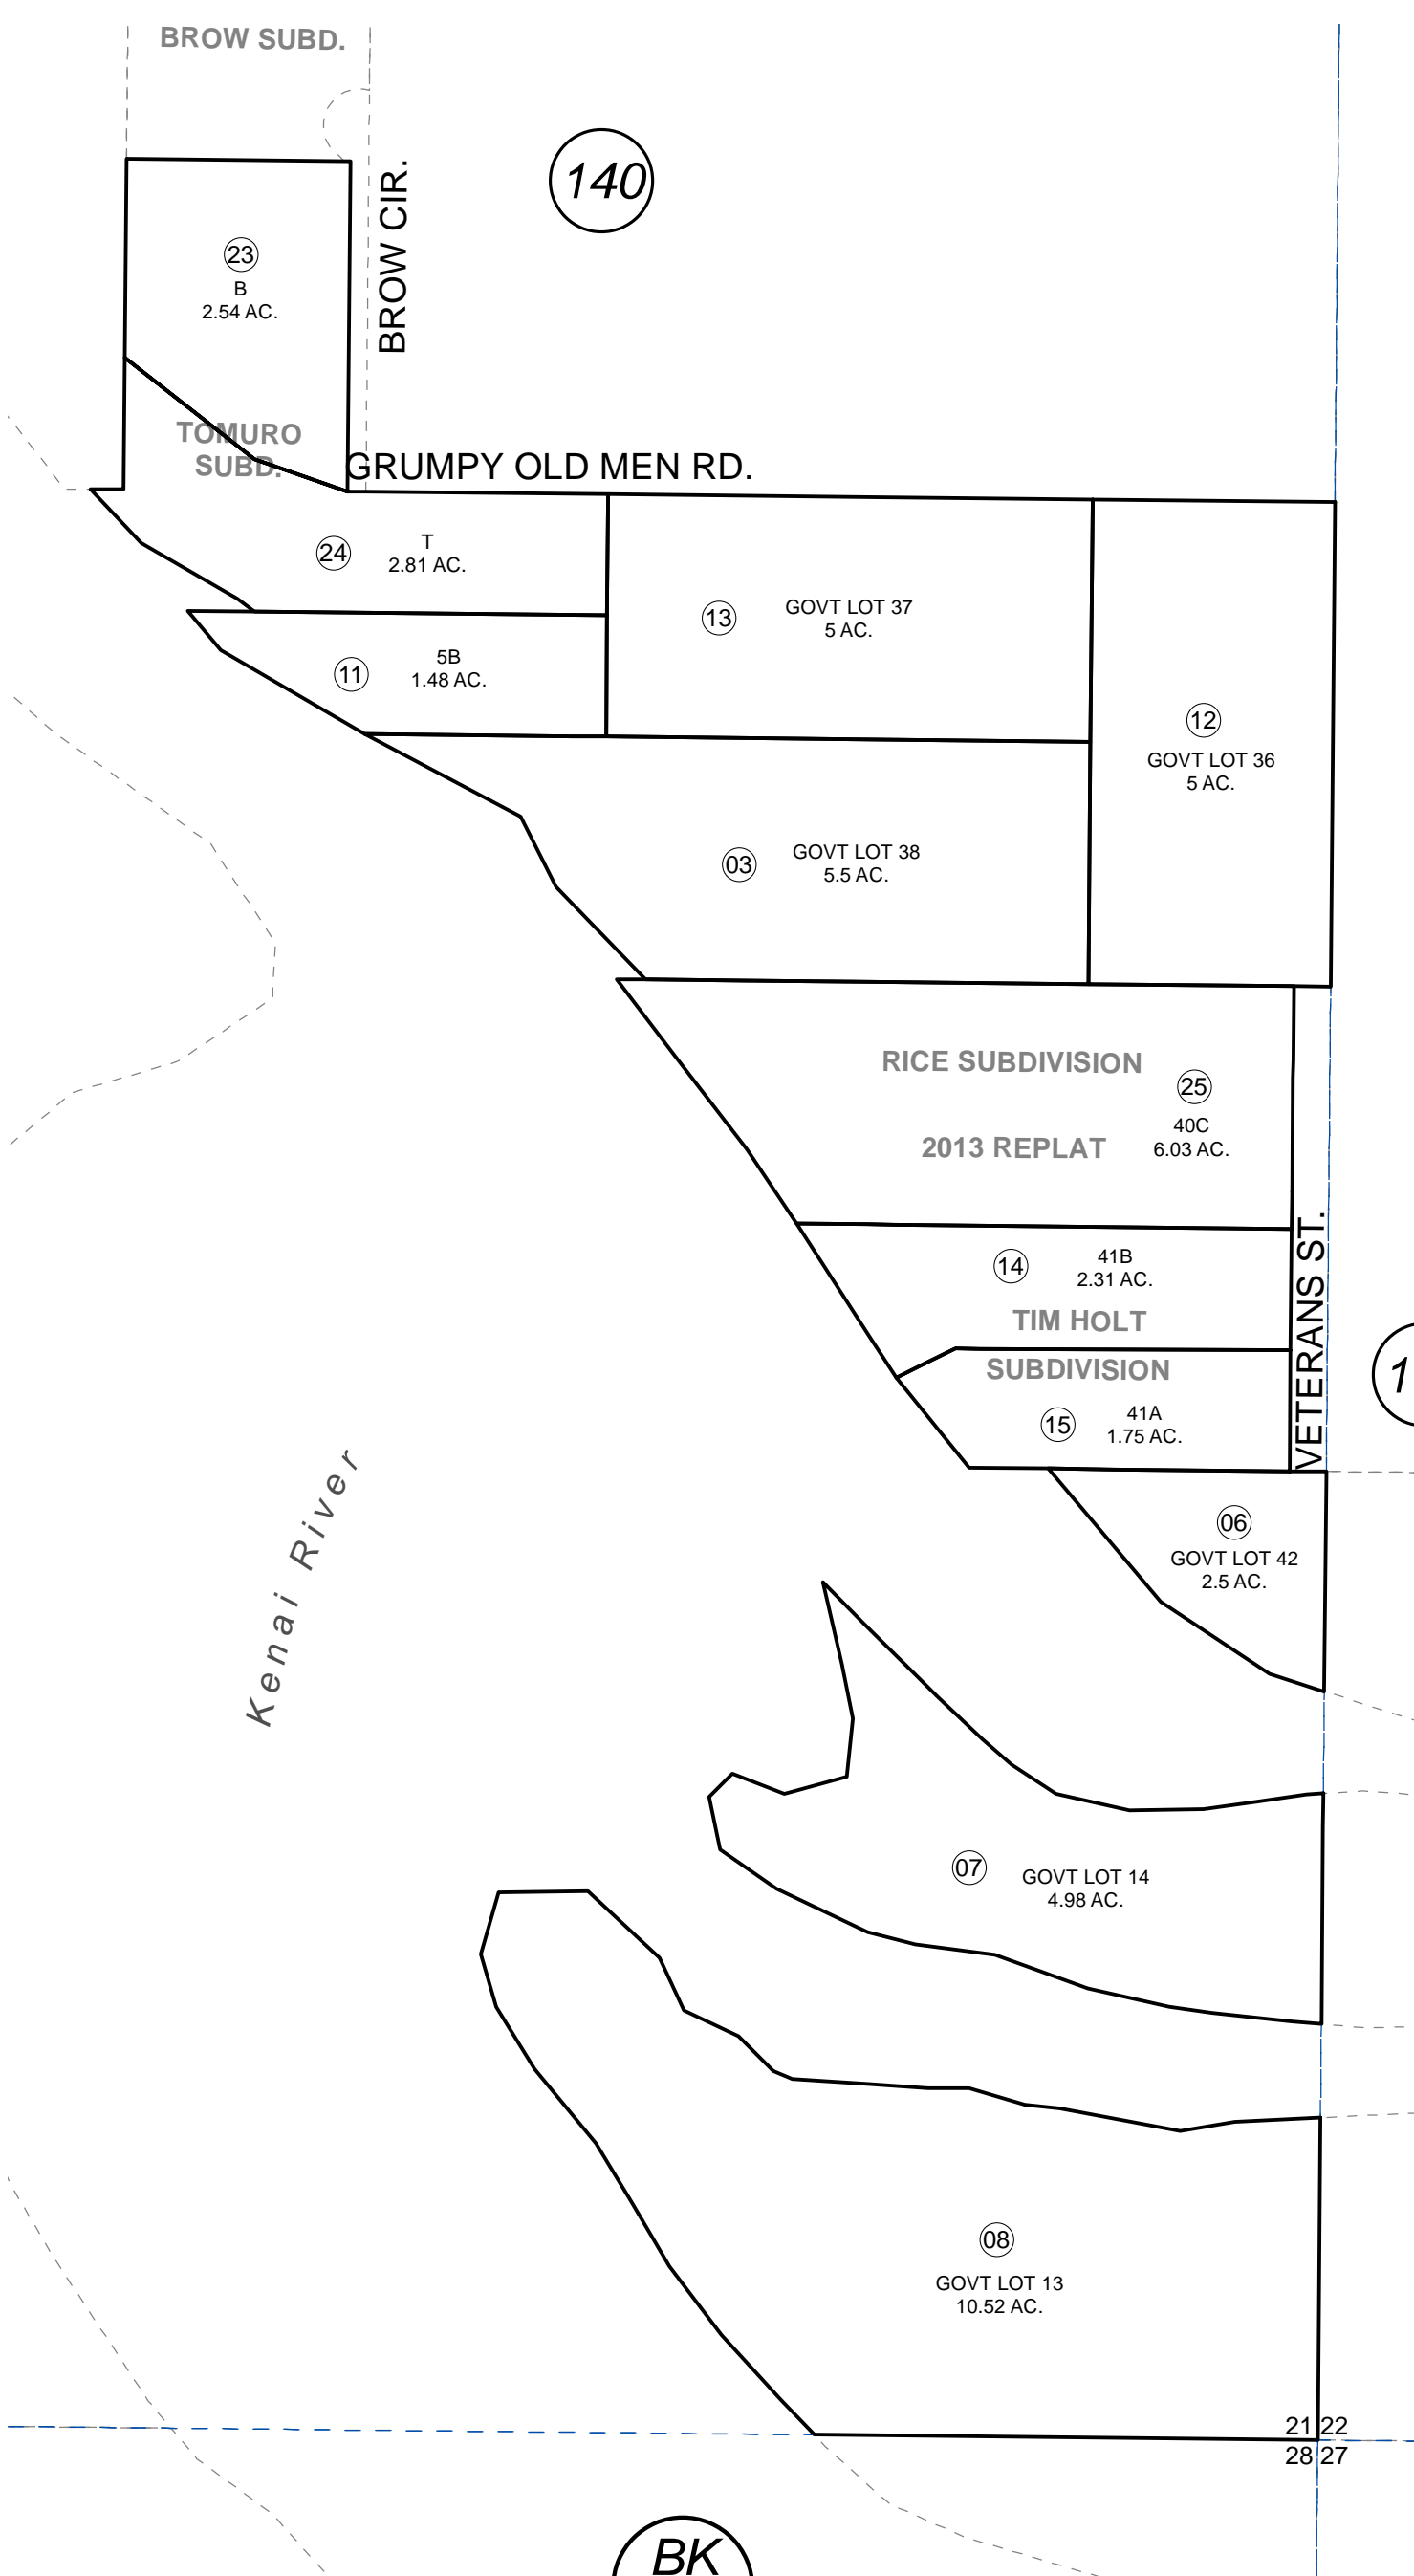 BROW SUBD.
140
BROW CIR.
23
B
2.54 AC.
TOMURO
SUBD.
GRUMPY OLD MEN RD.
24
T
2.81 AC.
13
GOVT LOT 37
5 AC.
11
5B
1.48 AC.
12
GOVT LOT 36
5 AC.
03
GOVT LOT 38
5.5 AC.
RICE SUBDIVISION
25
40C
6.03 AC.
2013 REPLAT
14
41B
2.31 AC.
TIM HOLT
SUBDIVISION
VETERANS ST.
1
15
41A
1.75 AC.
06
GOVT LOT 42
2.5 AC.
Kenai River
07
GOVT LOT 14
4.98 AC.
08
GOVT LOT 13
10.52 AC.
21 22
28 27
BK